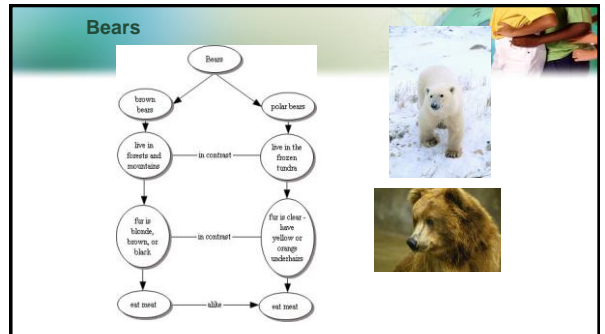 Bears
Bears
brown
bears
polar bears
live in
forests and
mountains
in contrast
live in the
frozen
tundra
fur is
blonde,
brown, or
black
in contrast
fur is clear -
have
yellow or
orange
underhairs
eat meat
alike
eat meat